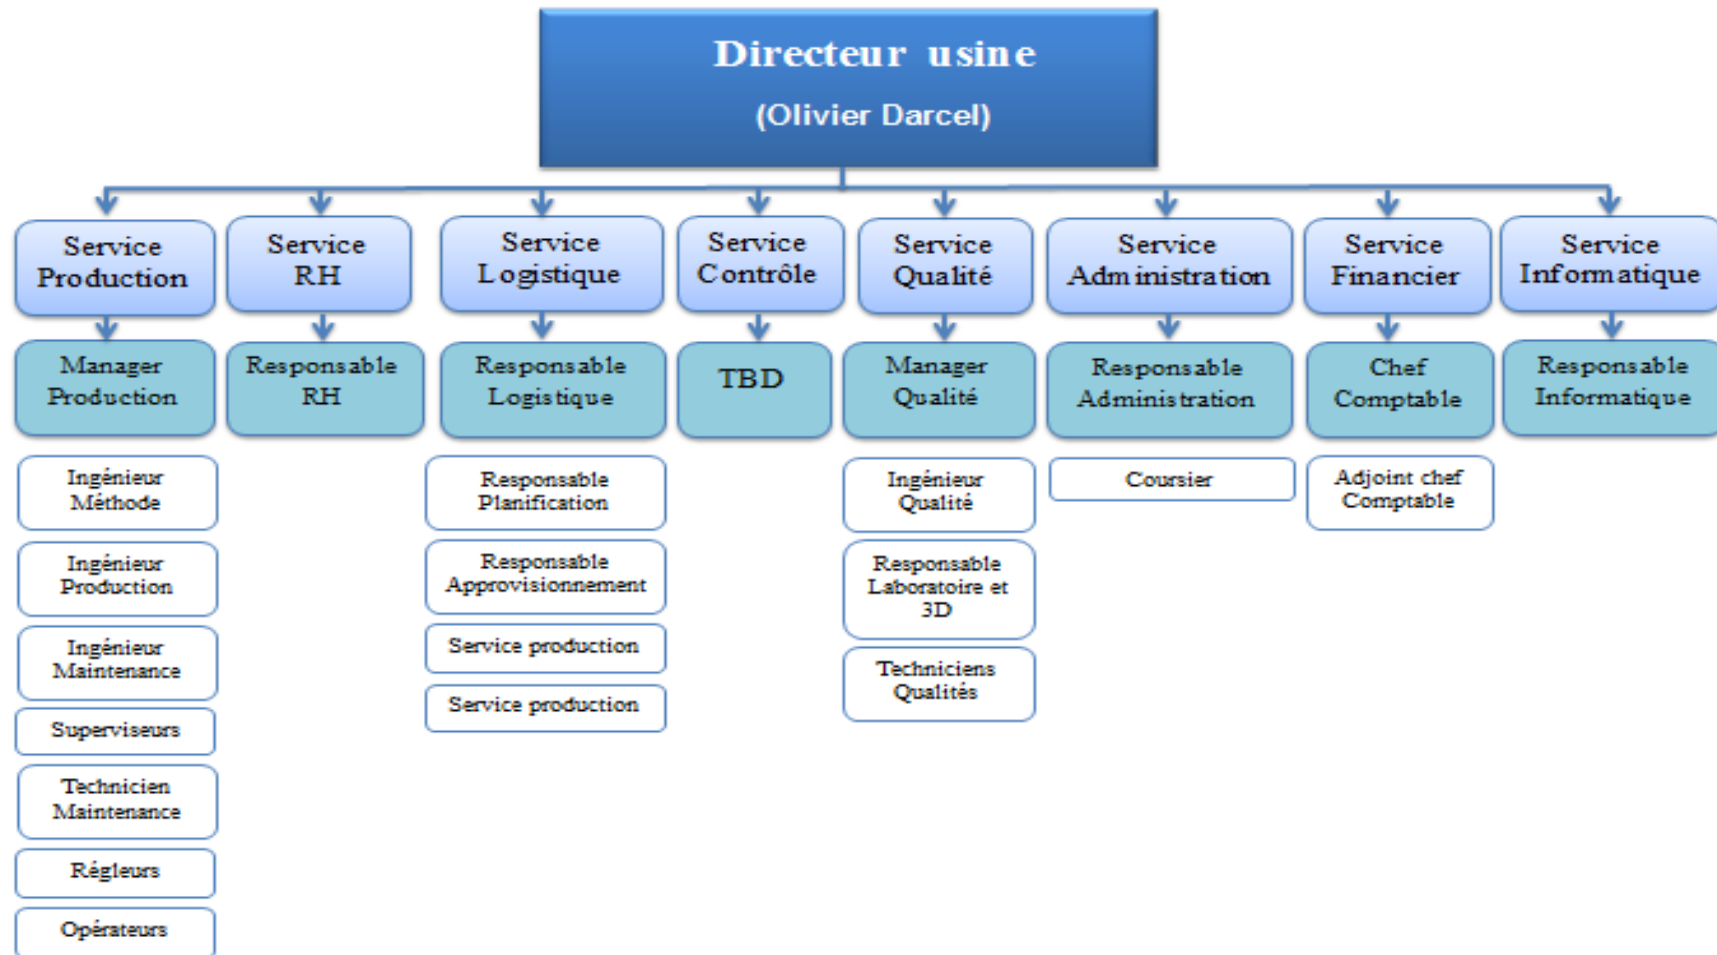 Directeur usine
(Olivier Darcel)
Service
Production
Service
RH
Service
Logistique
Service
Contrôle
Service
Qualité
Service
Administration
Service
Financier
Service
Informatique
Manager
Production
Responsable
RH
Responsable
Logistique
TBD
Manager
Qualité
Responsable
Administration
Chef
Comptable
Responsable
Informatique
Ingénieur
Méthode
Ingénieur
Production
Ingénieur
Maintenance
Superviseurs
Technicien
Maintenance
Régleurs
Opérateurs
Responsable
Planification
Responsable
Approvisionnement
Service production
Service production
Ingénieur
Qualité
Responsable
Laboratoire et
3D
Techniciens
Qualités
Coursier
Adjoint chef
Comptable